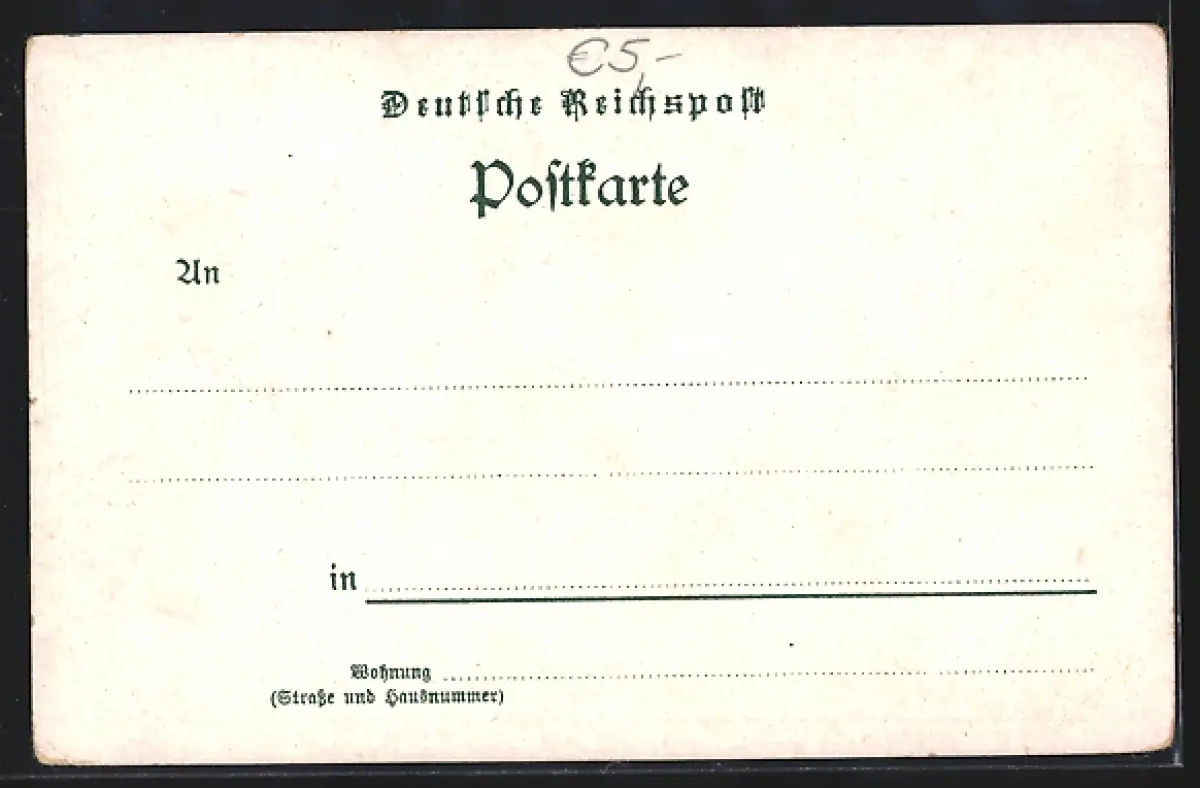 €5,-
Deutſche Reichspoſt
Poſtkarte
An
in
Wohnung
(Straße und Hausnummer)